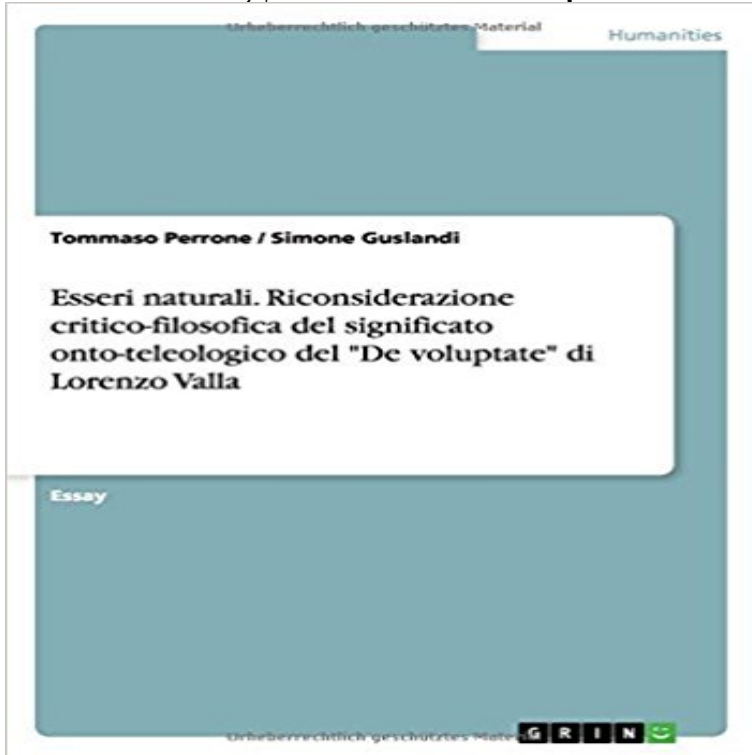 Urheberrechtlich geschütztes Material
Humanities
Tommaso Perrone / Simone Guslandi
Esseri naturali. Riconsiderazione
critico-filosofica del significato
onto-teleologico del "De voluptate" di
Lorenzo Valla
Essay
Urheberrechtlich geschütztes Mate
GRIN